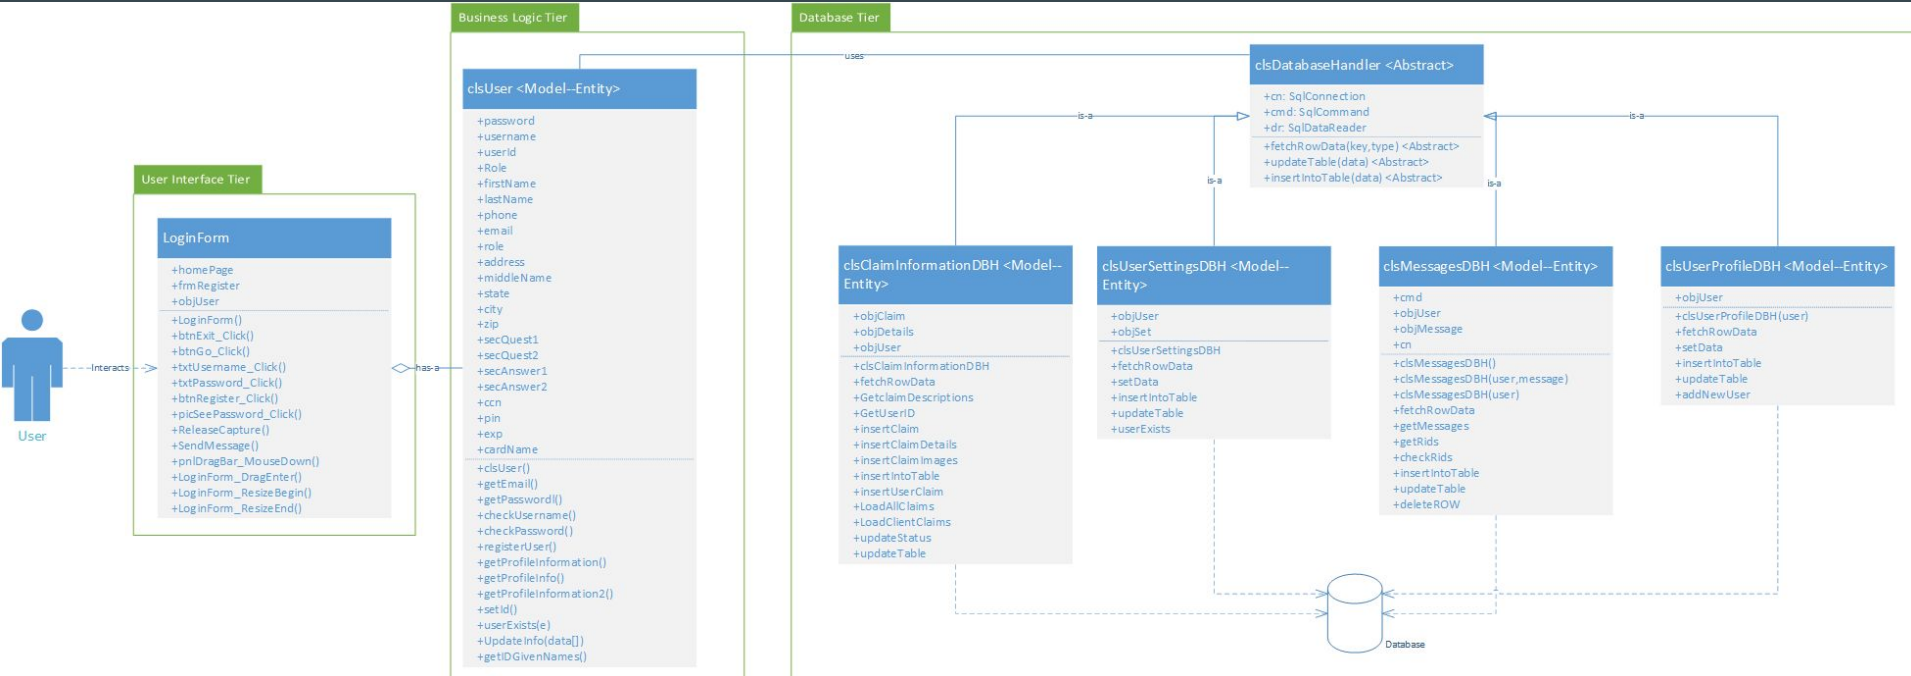 Business Logic Tier
Database Tier
uses
clsDatabaseHandler <Abstract>
+cn: SqlConnection
+cmd: SqlCommand
+dr: SqlDataReader
+fetchRowData(key,type) <Abstract>
+updateTable(data) <Abstract>
+insertIntoTable(data) <Abstract>
is-a
is-a
is-a
is-a
User Interface Tier
LoginForm
+homePage
+frmRegister
+objUser
+LoginForm()
+btnExit_Click()
+btnGo_Click()
+txtUsername_Click()
+txtPassword_Click()
+btnRegister_Click()
+picSeePassword_Click()
+ReleaseCapture()
+SendMessage()
+pnlDragBar_MouseDown()
+LoginForm_DragEnter()
+LoginForm_ResizeBegin()
+LoginForm_ResizeEnd()
Interacts
User
has-a
clsUser <Model--Entity>
+password
+username
+userId
+Role
+firstName
+lastName
+phone
+email
+role
+address
+middleName
+state
+city
+zip
+secQuest1
+secQuest2
+secAnswer1
+secAnswer2
+ccn
+pin
+exp
+cardName
+clsUser()
+getEmail()
+getPasswordl()
+checkUsername()
+checkPassword()
+registerUser()
+getProfileInformation()
+getProfileInfo()
+getProfileInformation2()
+setId()
+userExists(e)
+UpdateInfo(data[])
+getIDGivenNames()
clsClaimInformationDBH <Model--
Entity>
+objClaim
+objDetails
+objUser
+clsClaimInformationDBH
+fetchRowData
+GetclaimDescriptions
+GetUserID
+insertClaim
+insertClaimDetails
+insertClaimImages
+insertIntoTable
+insertUserClaim
+LoadAllClaims
+LoadClientClaims
+updateStatus
+updateTable
clsUserSettingsDBH <Model--
Entity>
+objUser
+objSet
+clsUserSettingsDBH
+fetchRowData
+setData
+insertIntoTable
+updateTable
+userExists
clsMessagesDBH <Model--Entity>
+cmd
+objUser
+objMessage
+cn
+clsMessagesDBH()
+clsMessagesDBH(user,message)
+clsMessagesDBH(user)
+fetchRowData
+getMessages
+getRids
+checkRids
+insertIntoTable
+updateTable
+deleteROW
clsUserProfileDBH <Model--Entity>
+objUser
+clsUserProfileDBH(user)
+fetchRowData
+setData
+insertIntoTable
+updateTable
+addNewUser
Database